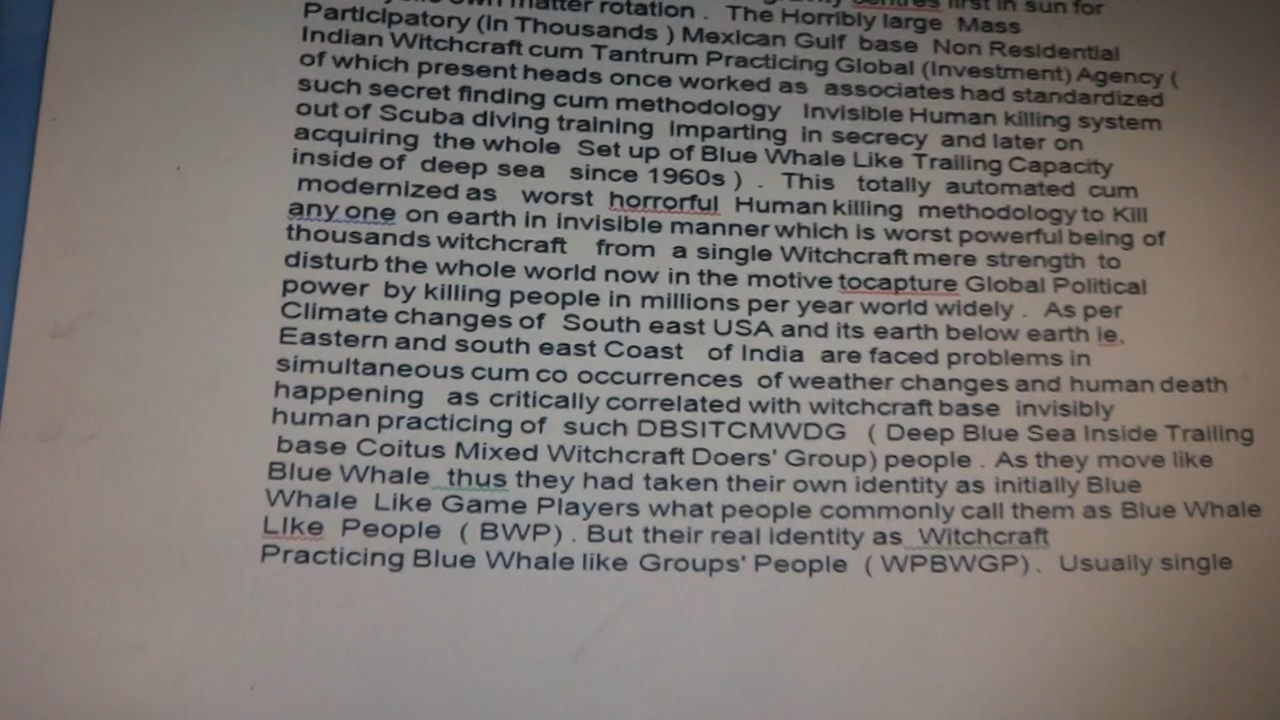 matter rotation . The Horribly large Mass
Participatory (In Thousands ) Mexican Gulf base Non Residential
Indian Witchcraft cum Tantrum Practicing Global (Investment) Agency (
of which present heads once worked as associates had standardized
such secret finding cum methodology Invisible Human killing system
out of Scuba diving training imparting in secrecy and later on
acquiring the whole Set up of Blue Whale Like Trailing Capacity
inside of deep sea since 1960s ) . This totally automated cum
modernized as worst horrorful Human killing methodology to Kill
any one on earth in invisible manner which is worst powerful being of
thousands witchcraft from a single Witchcraft mere strength to
disturb the whole world now in the motive tocapture Global Political
power by killing people in millions per year world widely . As per
Climate changes of South east USA and its earth below earth ie.
Eastern and south east Coast of India are faced problems in
simultaneous cum co occurrences of weather changes and human death
happening as critically correlated with witchcraft base invisibly
human practicing of such DBSITCMWDG ( Deep Blue Sea Inside Trailing
base Coitus Mixed Witchcraft Doers' Group) people . As they move like
Blue Whale thus they had taken their own identity as initially Blue
Whale Like Game Players what people commonly call them as Blue Whale
LIke People ( BWP) . But their real identity as Witchcraft
Practicing Blue Whale like Groups' People ( WPBWGP) . Usually single